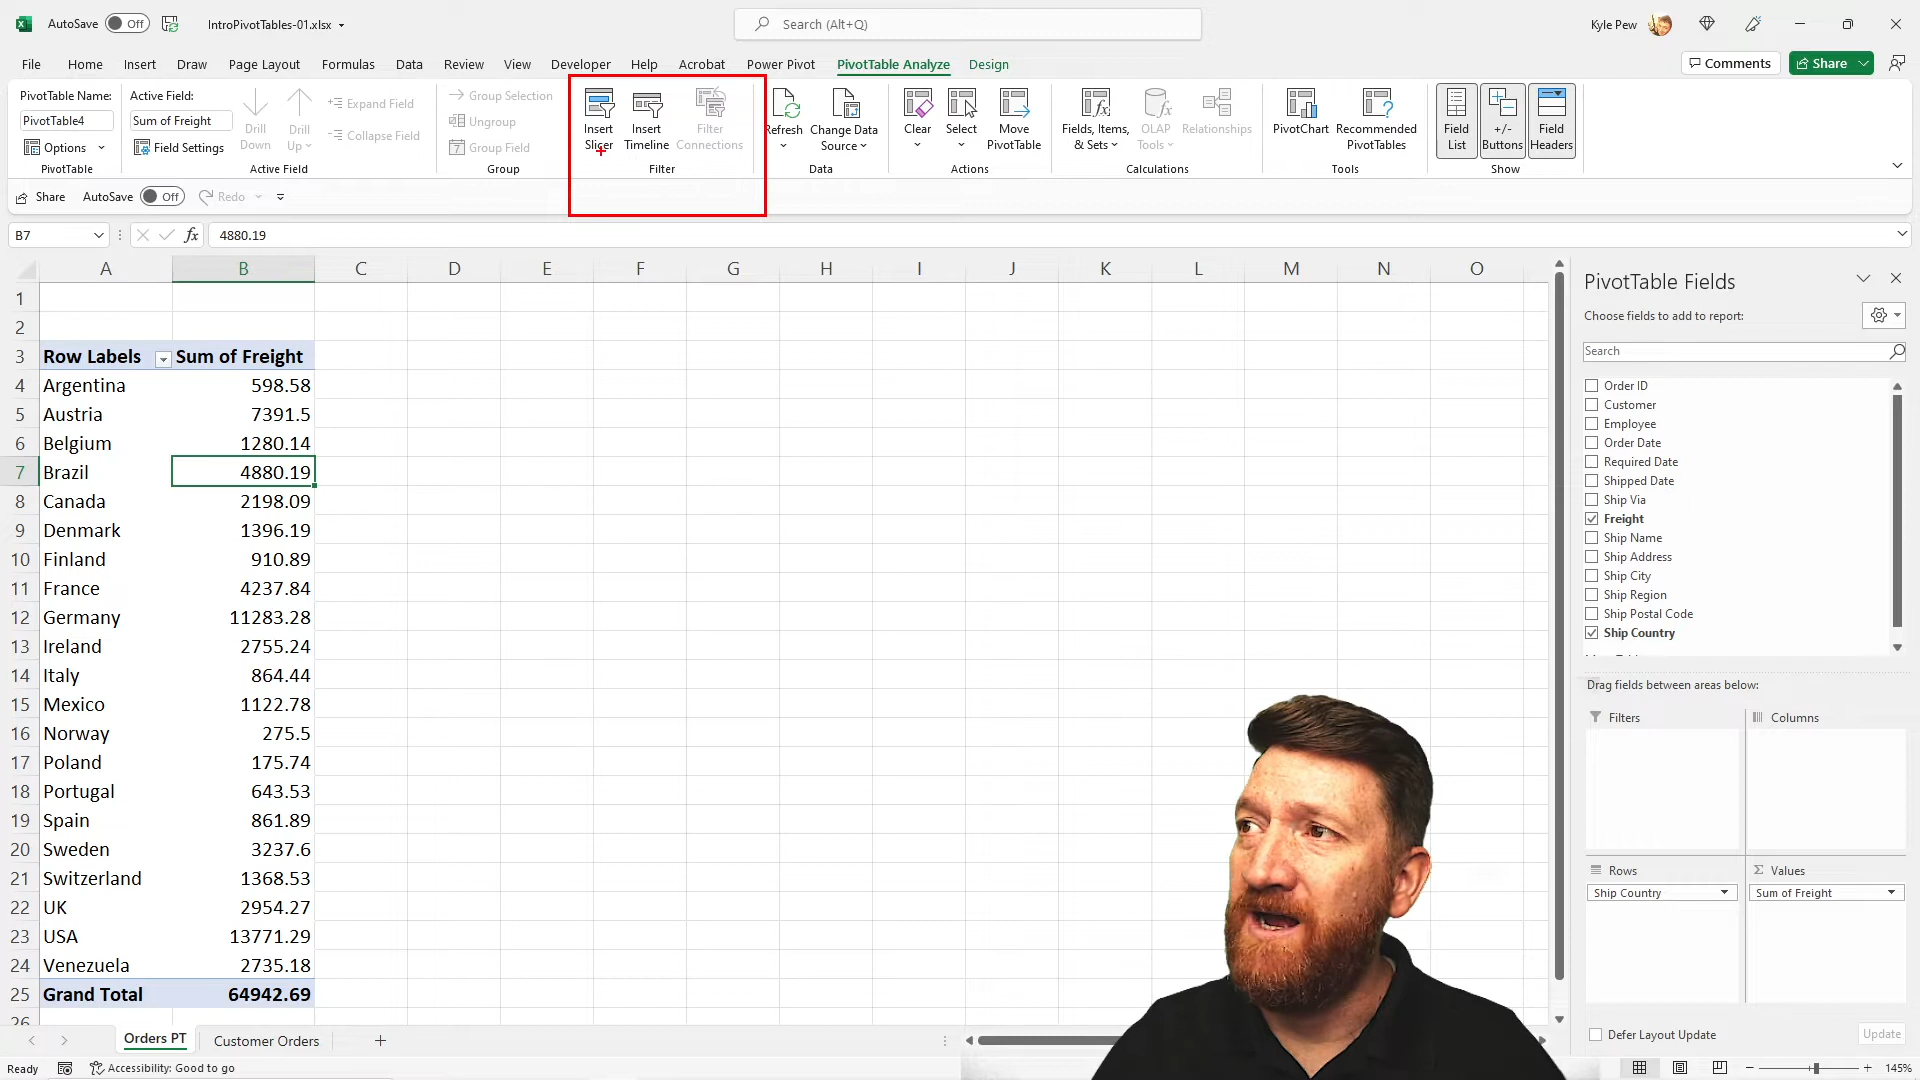 AutoSave Off IntroPivotTables-01.xlsx Search (Alt+Q) Kyle Pew
File Home Insert Draw Page Layout Formulas Data Review View Developer Help Acrobat Power Pivot PivotTable Analyze Design Comments Share
PivotTable Name:
PivotTable4
Options
PivotTable
Active Field:
Sum of Freight
Field Settings
Drill Down
Drill Up
Expand Field
Collapse Field
Active Field
Group Selection
Ungroup
Group Field
Group
Insert Slicer
Insert Timeline
Filter Connections
Filter
Refresh
Change Data Source
Data
Clear
Select
Move PivotTable
Actions
Fields, Items, & Sets
OLAP Tools
Relationships
Calculations
PivotChart
Recommended PivotTables
Tools
Field List
+/- Buttons
Field Headers
Show
Share AutoSave Off Redo
B7 fx 4880.19
A B C D E F G H I J K L M N O
1
2
3 Row Labels Sum of Freight
4 Argentina 598.58
5 Austria 7391.5
6 Belgium 1280.14
7 Brazil 4880.19
8 Canada 2198.09
9 Denmark 1396.19
10 Finland 910.89
11 France 4237.84
12 Germany 11283.28
13 Ireland 2755.24
14 Italy 864.44
15 Mexico 1122.78
16 Norway 275.5
17 Poland 175.74
18 Portugal 643.53
19 Spain 861.89
20 Sweden 3237.6
21 Switzerland 1368.53
22 UK 2954.27
23 USA 13771.29
24 Venezuela 2735.18
25 Grand Total 64942.69
26
PivotTable Fields
Choose fields to add to report:
Search
Order ID
Customer
Employee
Order Date
Required Date
Shipped Date
Ship Via
Freight
Ship Name
Ship Address
Ship City
Ship Region
Ship Postal Code
Ship Country
Drag fields between areas below:
Filters Columns
Rows Values
Ship Country Sum of Freight
Defer Layout Update Update
Orders PT Customer Orders
Ready Accessibility: Good to go 145%